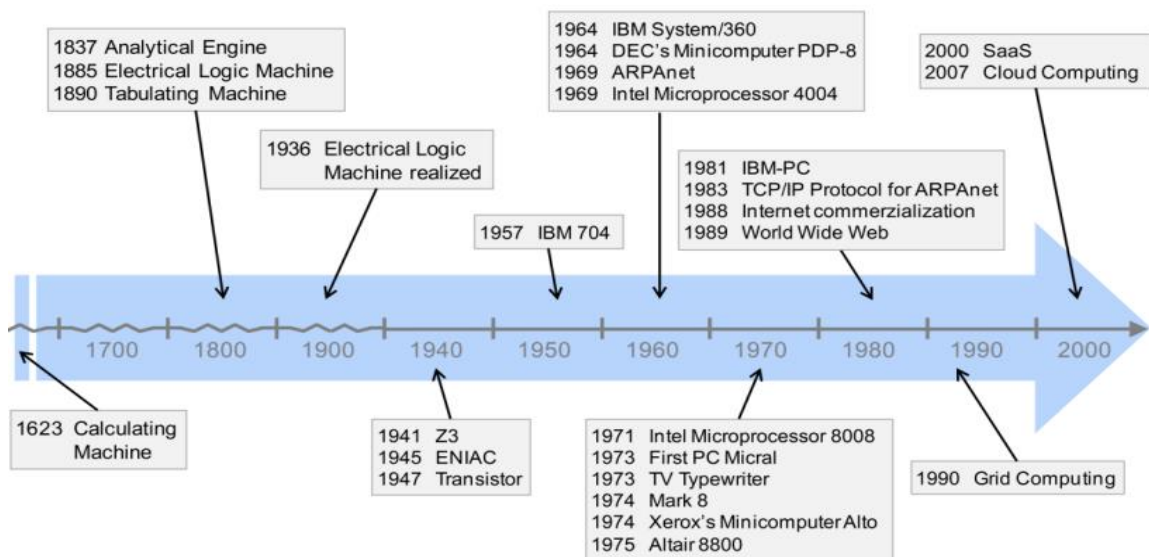 1837 Analytical Engine
1885 Electrical Logic Machine
1890 Tabulating Machine
1936 Electrical Logic
Machine realized
1957 IBM 704
1964 IBM System/360
1964 DEC's Minicomputer PDP-8
1969 ARPAnet
1969 Intel Microprocessor 4004
1981 IBM-PC
1983 TCP/IP Protocol for ARPAnet
1988 Internet commerzialization
1989 World Wide Web
2000 SaaS
2007 Cloud Computing
1700 1800 1900 1940 1950 1960 1970 1980 1990 2000
1623 Calculating
Machine
1941 Z3
1945 ENIAC
1947 Transistor
1971 Intel Microprocessor 8008
1973 First PC Micral
1973 TV Typewriter
1974 Mark 8
1974 Xerox's Minicomputer Alto
1975 Altair 8800
1990 Grid Computing